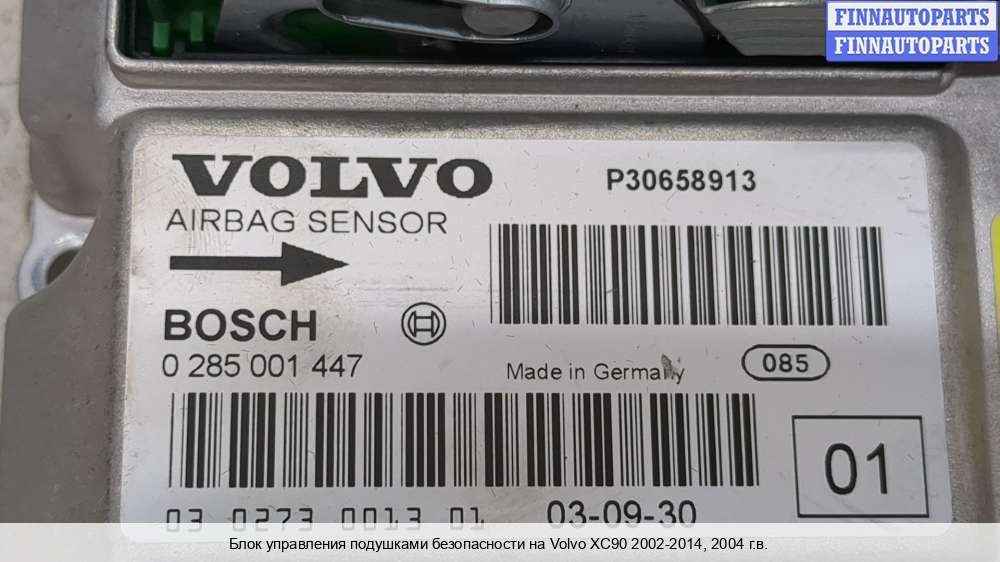 FINNAUTOPARTS
FINNAUTOPARTS
VOLVO
P30658913
AIRBAG SENSOR
BOSCH
0 285 001 447
Made in Germany
085
01
03 0273 0013 01
03-09-30
Блок управления подушками безопасности на Volvo XC90 2002-2014, 2004 г.в.